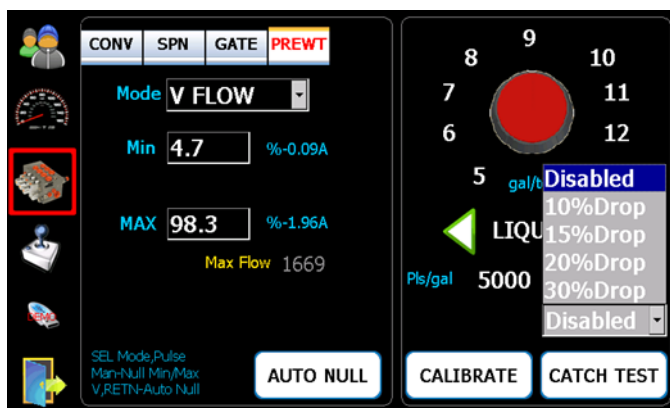 CONV SPN GATE PREWT
Mode V FLOW
Min 4.7 %-0.09A
MAX 98.3 %-1.96A
Max Flow 1669
SEL Mode,Pulse
Man-Null Min/Max
V,RETN-Auto Null
AUTO NULL
9
8 10
7 11
6 12
5 gal/t
Disabled
10%Drop
15%Drop
20%Drop
30%Drop
Disabled
LIQU
Pls/gal 5000
CALIBRATE CATCH TEST